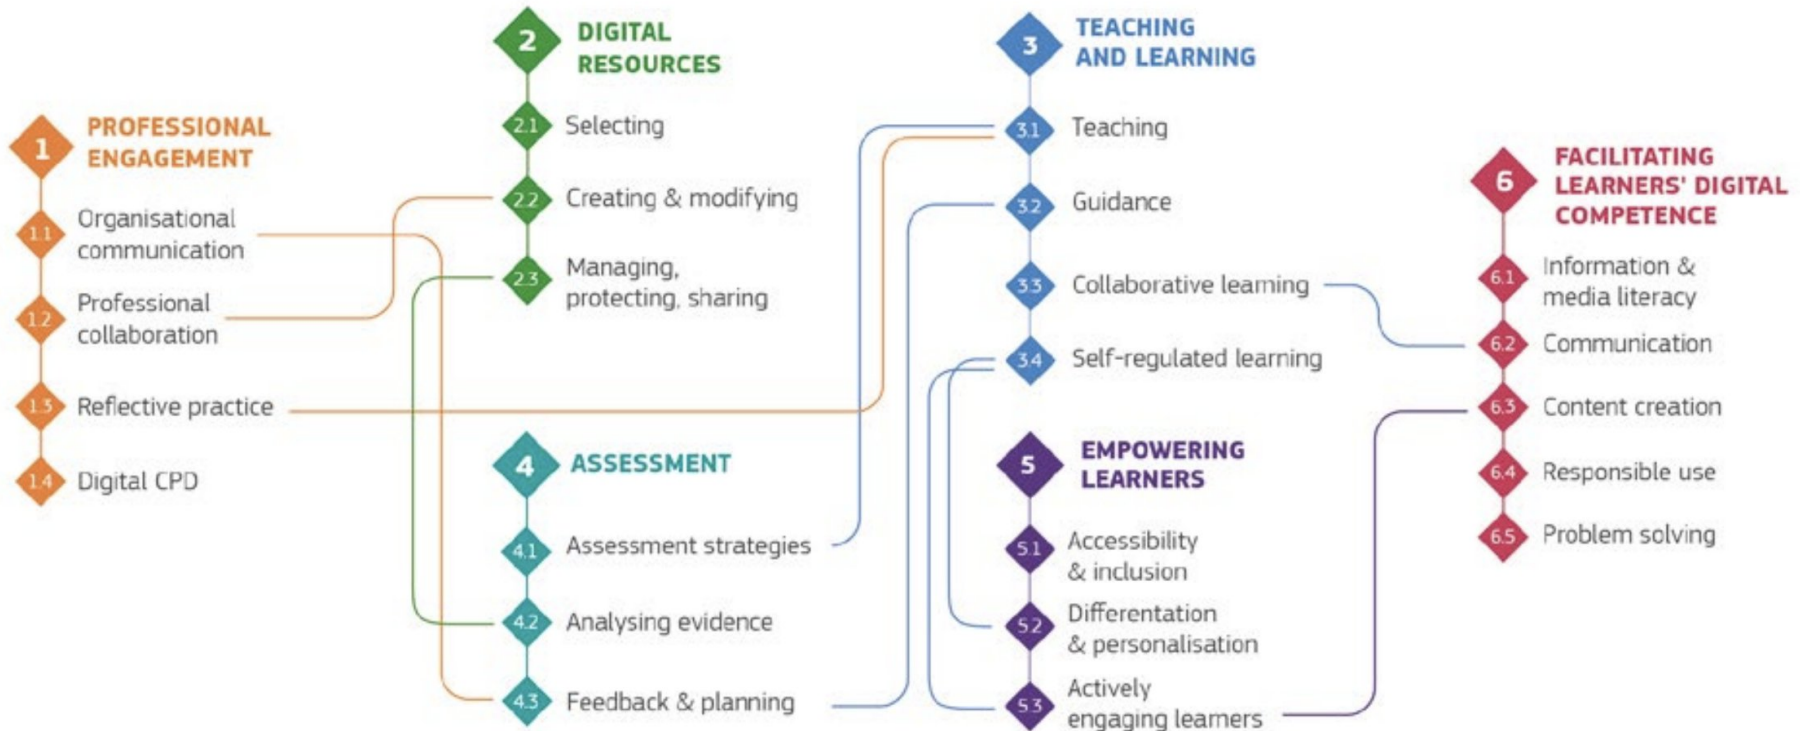 1
PROFESSIONAL
ENGAGEMENT
1.1
Organisational
communication
1.2
Professional
collaboration
1.3
Reflective practice
1.4
Digital CPD
2
DIGITAL
RESOURCES
2.1
Selecting
2.2
Creating & modifying
2.3
Managing,
protecting, sharing
3
TEACHING
AND LEARNING
3.1
Teaching
3.2
Guidance
3.3
Collaborative learning
3.4
Self-regulated learning
4
ASSESSMENT
4.1
Assessment strategies
4.2
Analysing evidence
4.3
Feedback & planning
5
EMPOWERING
LEARNERS
5.1
Accessibility
& inclusion
5.2
Differentation
& personalisation
5.3
Actively
engaging learners
6
FACILITATING
LEARNERS' DIGITAL
COMPETENCE
6.1
Information &
media literacy
6.2
Communication
6.3
Content creation
6.4
Responsible use
6.5
Problem solving